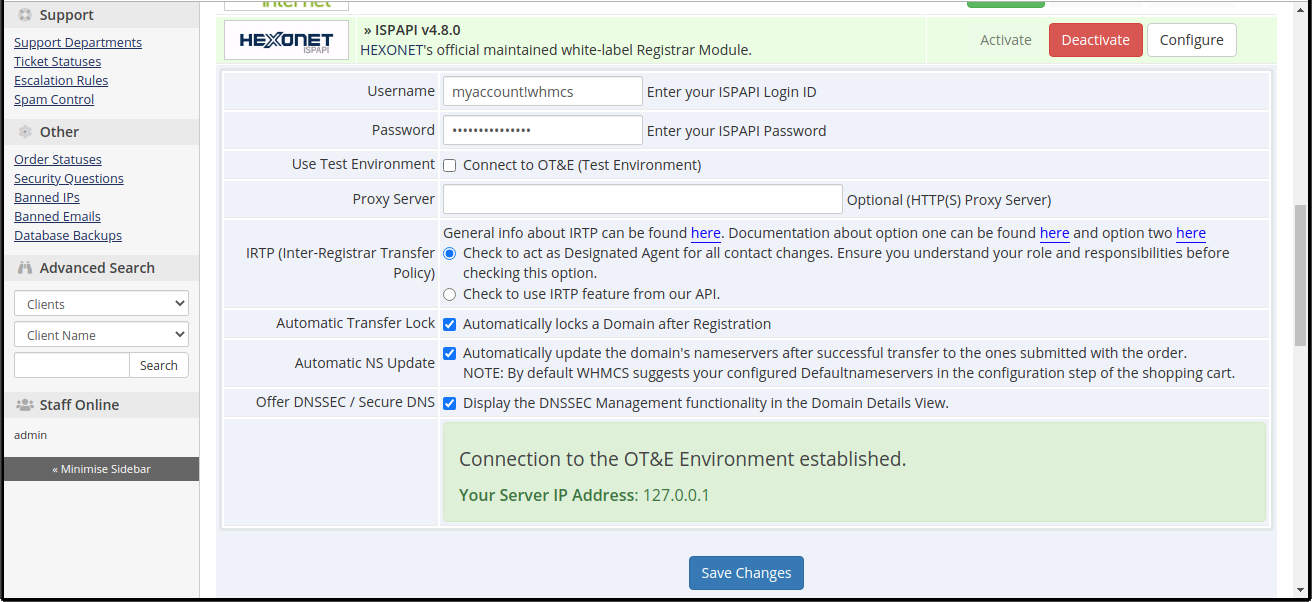 Support
Support Departments
Ticket Statuses
Escalation Rules
Spam Control
Other
Order Statuses
Security Questions
Banned IPs
Banned Emails
Database Backups
Advanced Search
Clients
Client Name
Search
Staff Online
admin
« Minimise Sidebar
HEXONET
ISPAPI
» ISPAPI v4.8.0
HEXONET's official maintained white-label Registrar Module.
Activate
Deactivate
Configure
Username
myaccount!whmcs
Enter your ISPAPI Login ID
Password
•••••••••••••••
Enter your ISPAPI Password
Use Test Environment
Connect to OT&E (Test Environment)
Proxy Server
Optional (HTTP(S) Proxy Server)
IRTP (Inter-Registrar Transfer
Policy)
General info about IRTP can be found here. Documentation about option one can be found here and option two here
Check to act as Designated Agent for all contact changes. Ensure you understand your role and responsibilities before
checking this option.
Check to use IRTP feature from our API.
Automatic Transfer Lock
Automatically locks a Domain after Registration
Automatic NS Update
Automatically update the domain's nameservers after successful transfer to the ones submitted with the order.
NOTE: By default WHMCS suggests your configured Defaultnameservers in the configuration step of the shopping cart.
Offer DNSSEC / Secure DNS
Display the DNSSEC Management functionality in the Domain Details View.
Connection to the OT&E Environment established.
Your Server IP Address: 127.0.0.1
Save Changes